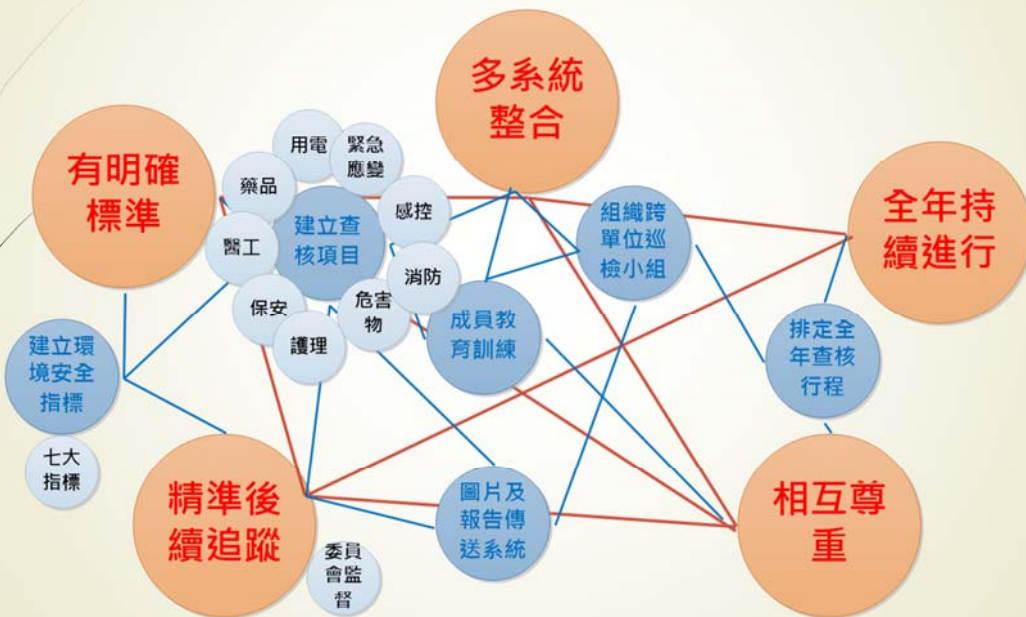 多系統
整合
有明確
標準
用電
緊急
應變
藥品
感控
建立查
核項目
組織跨
單位巡
檢小組
全年持
續進行
醫工
消防
保安
危害
物
護理
成員教
育訓練
建立環
境安全
指標
排定全
年查核
行程
七大
指標
精準後
續追蹤
圖片及
報告傳
送系統
相互尊
重
委員
會監
督